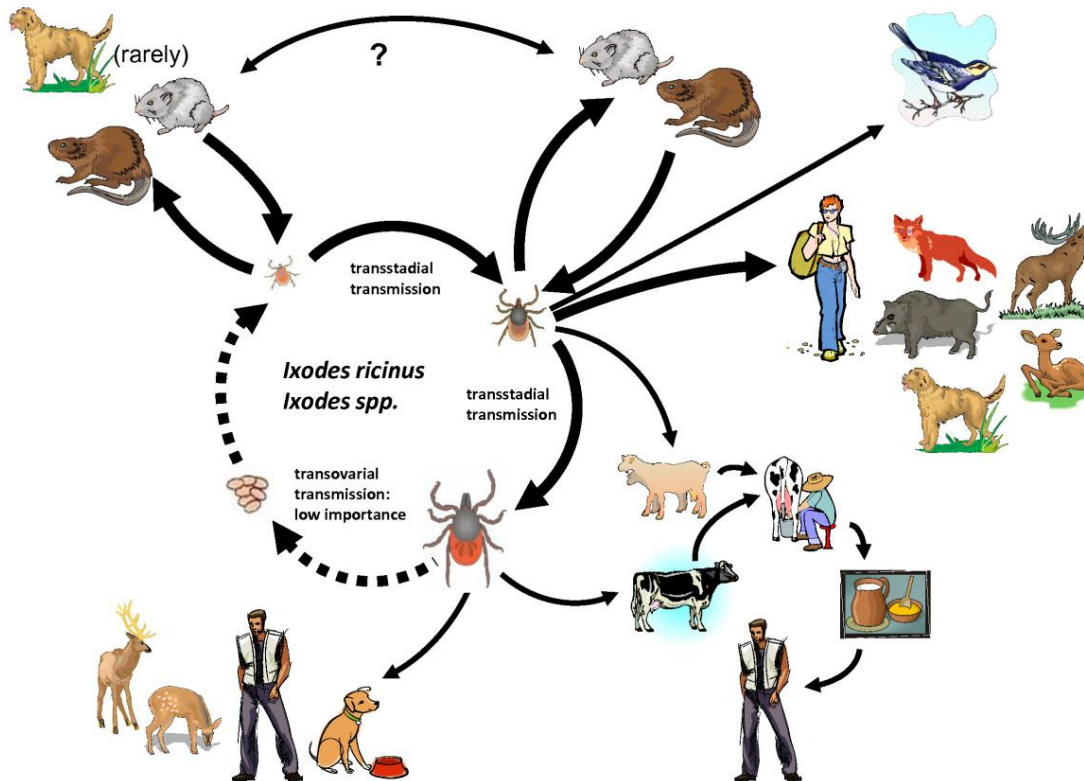 (rarely)
?
transstadial
transmission
Ixodes ricinus
Ixodes spp.
transstadial
transmission
transovarial
transmission:
low importance